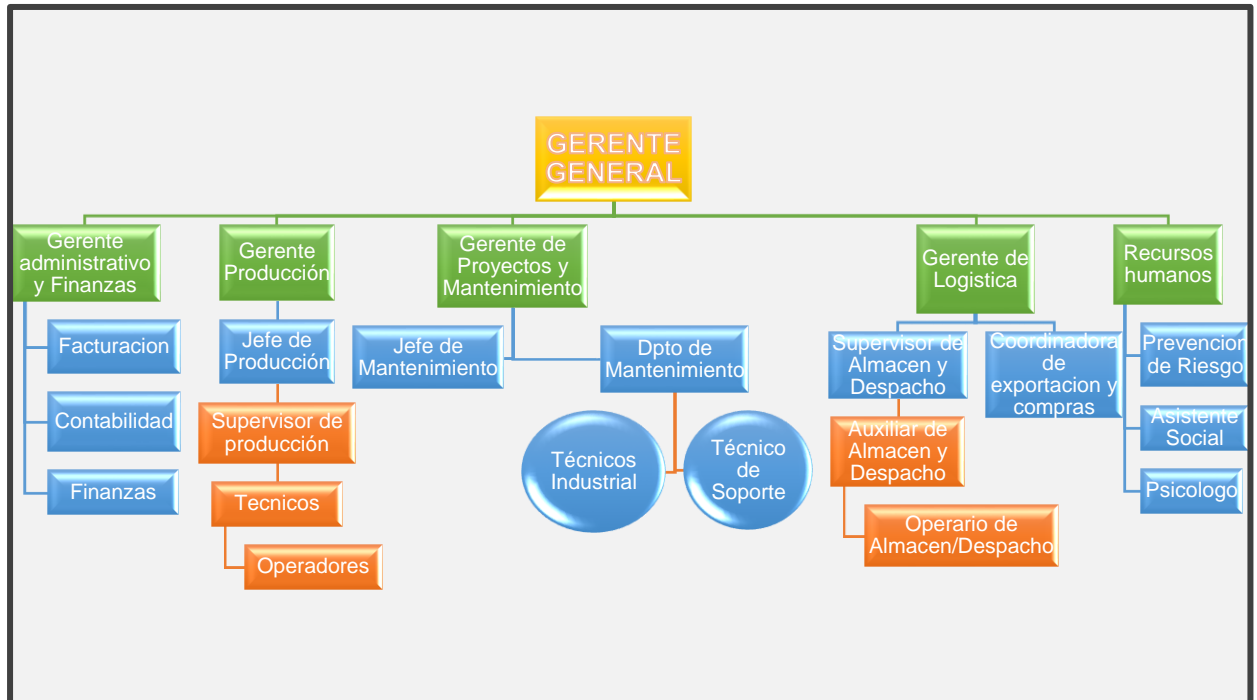 GERENTE
GENERAL
Gerente
administrativo
y Finanzas
Gerente
Producción
Gerente de
Proyectos y
Mantenimiento
Gerente de
Logistica
Recursos
humanos
Facturacion
Contabilidad
Finanzas
Jefe de
Producción
Supervisor de
producción
Tecnicos
Operadores
Jefe de
Mantenimiento
Dpto de
Mantenimiento
Técnicos
Industrial
Técnico
de
Soporte
Supervisor de
Almacen y
Despacho
Coordinadora
de
exportacion y
compras
Auxiliar de
Almacen y
Despacho
Operario de
Almacen/Despacho
Prevencion
de Riesgo
Asistente
Social
Psicologo